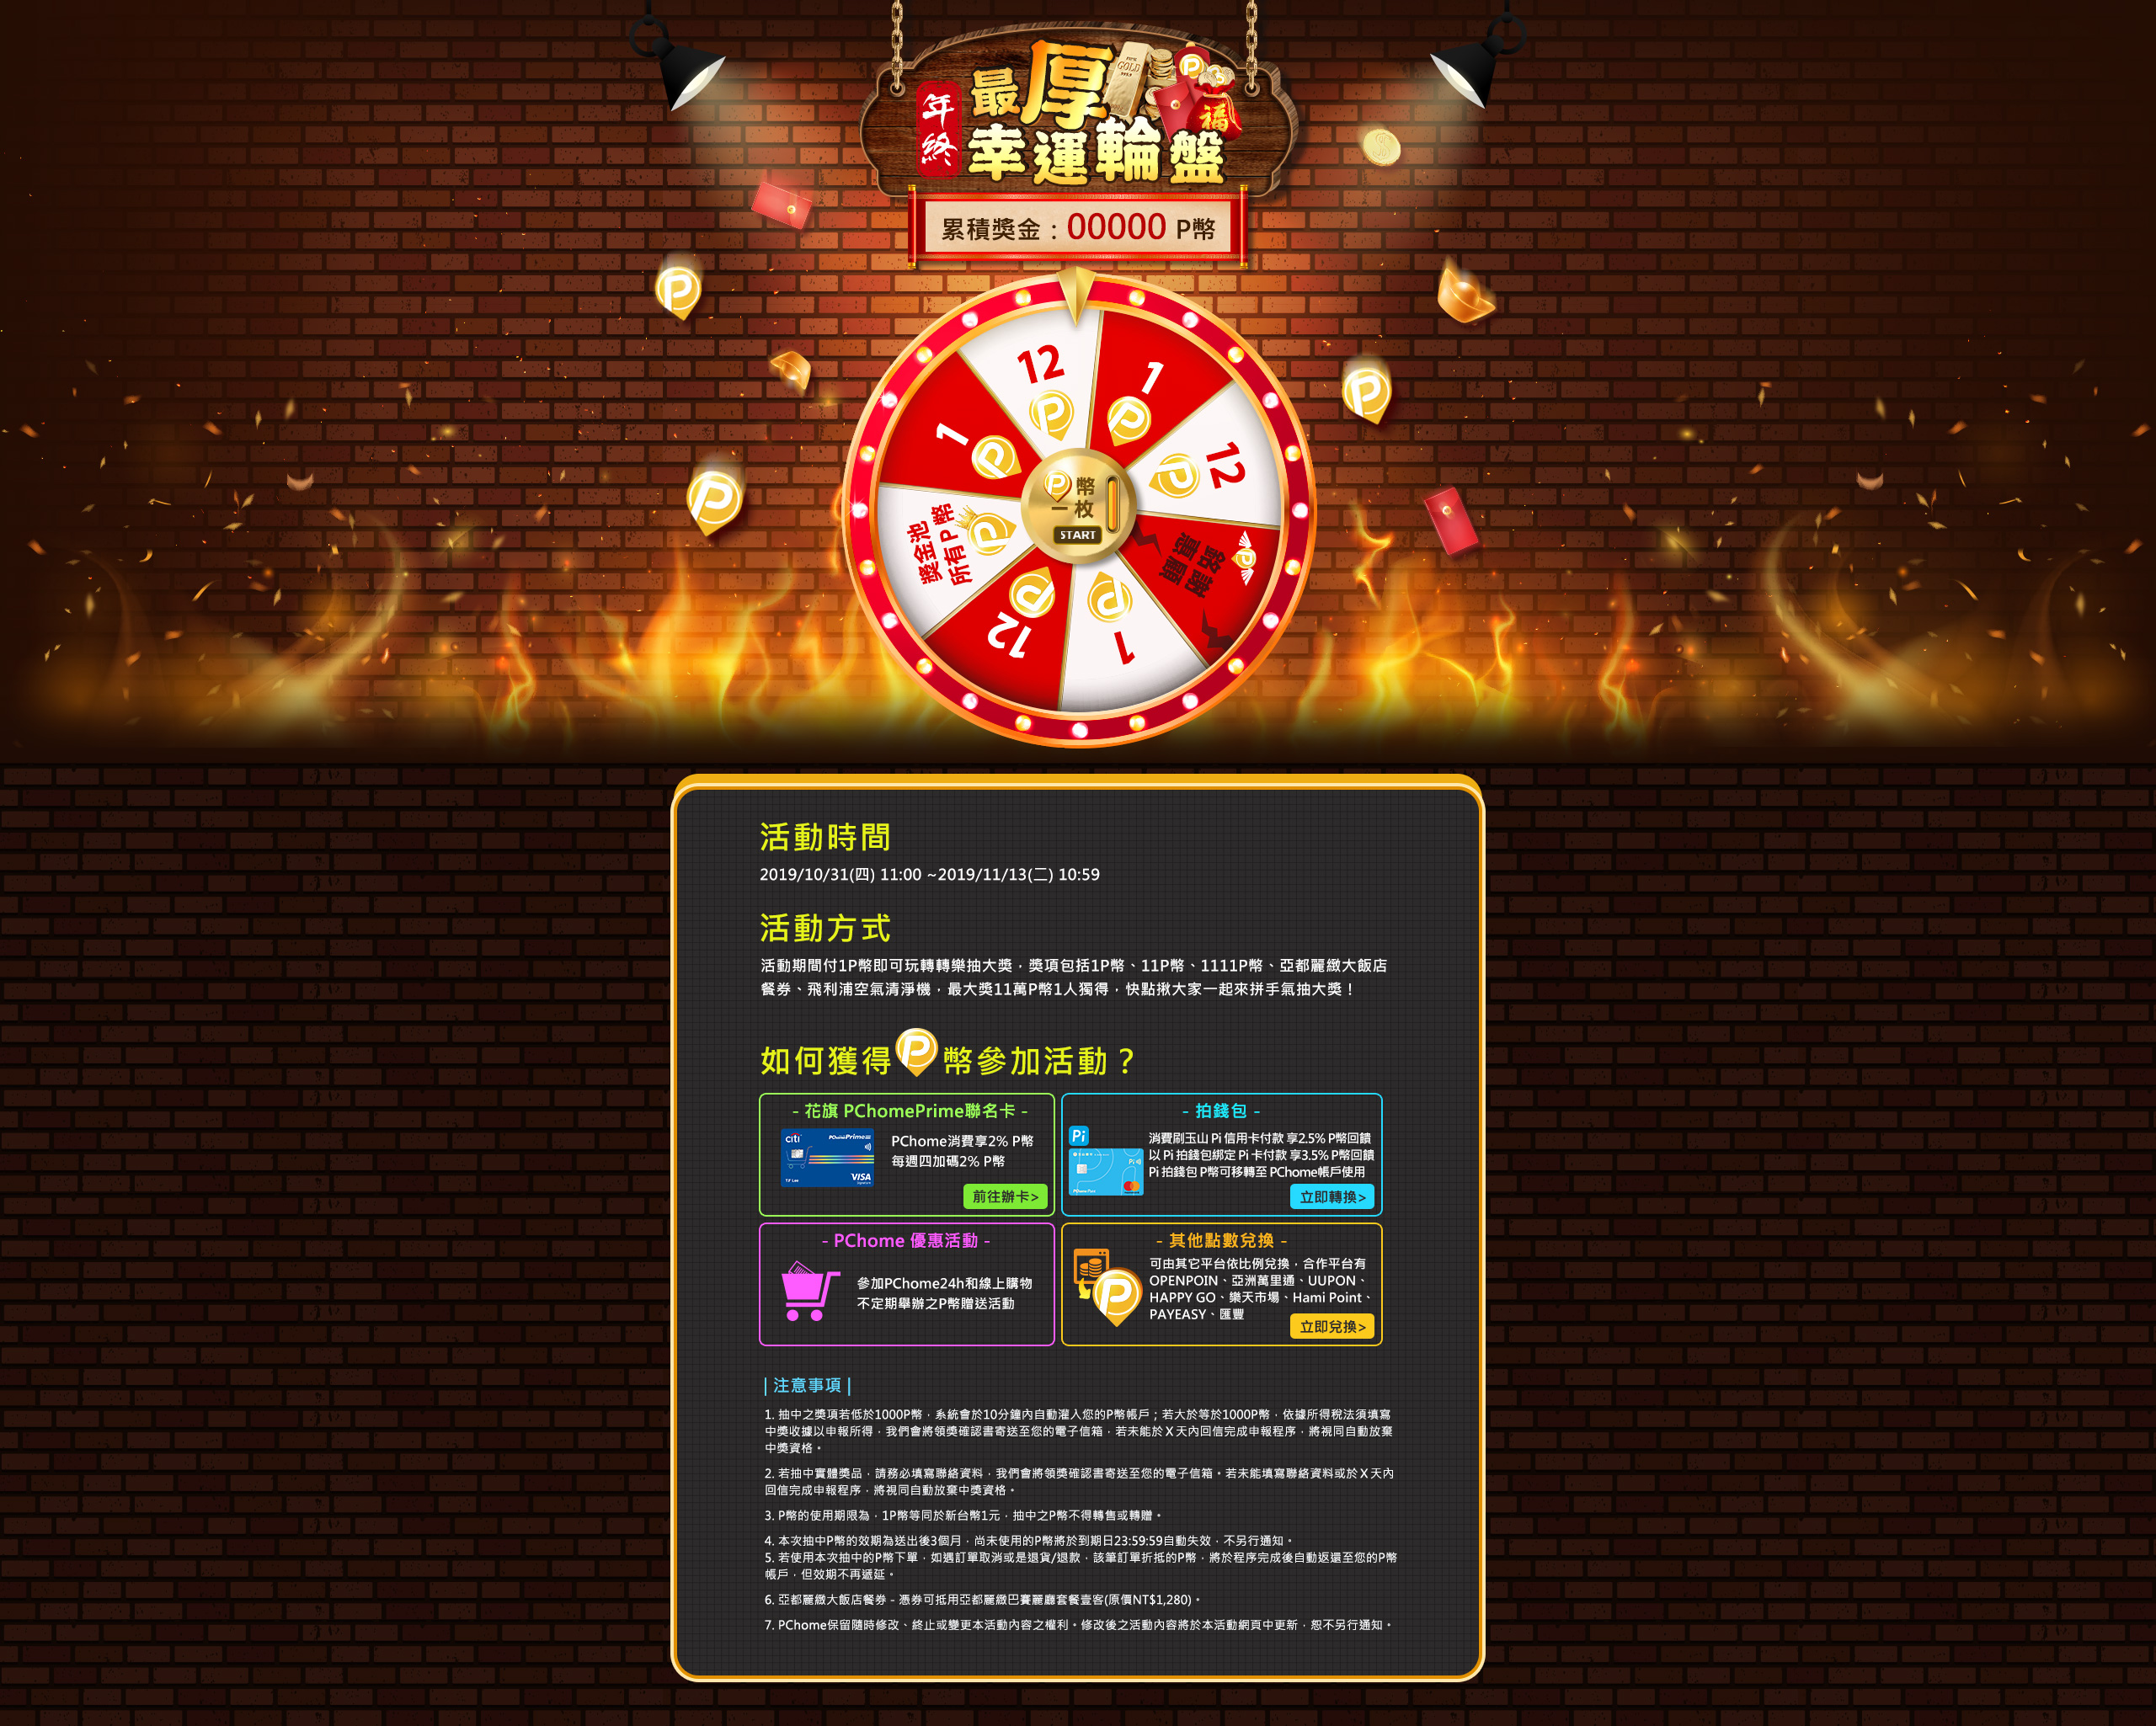 年終
最厚
幸運輪盤
GOLD
福
累積獎金：00000 P幣
12
1
12
銘謝
惠顧
1
12
獎金池
所有P幣
1
幣
一枚
START
活動時間
2019/10/31(四) 11:00 ~2019/11/13(二) 10:59
活動方式
活動期間付1P幣即可玩轉轉樂抽大獎，獎項包括1P幣、11P幣、1111P幣、亞都麗緻大飯店
餐券、飛利浦空氣清淨機，最大獎11萬P幣1人獨得，快點揪大家一起來拼手氣抽大獎！
如何獲得P幣參加活動？
- 花旗 PChomePrime聯名卡 -
citi
PChomePrime
VISA
Signature
PChome消費享2% P幣
每週四加碼2% P幣
前往辦卡>
- 拍錢包 -
Pi
消費刷玉山 Pi 信用卡付款 享2.5% P幣回饋
以 Pi 拍錢包綁定 Pi 卡付款 享3.5% P幣回饋
Pi 拍錢包 P幣可移轉至 PChome帳戶使用
立即轉換>
- PChome 優惠活動 -
參加PChome24h和線上購物
不定期舉辦之P幣贈送活動
- 其他點數兌換 -
可由其它平台依比例兌換，合作平台有
OPENPOIN、亞洲萬里通、UUPON、
HAPPY GO、樂天市場、Hami Point、
PAYEASY、匯豐
立即兌換>
| 注意事項 |
1. 抽中之獎項若低於1000P幣，系統會於10分鐘內自動灌入您的P幣帳戶；若大於等於1000P幣，依據所得稅法須填寫
中獎收據以申報所得，我們會將領獎確認書寄送至您的電子信箱，若未能於X天內回信完成申報程序，將視同自動放棄
中獎資格。
2. 若抽中實體獎品，請務必填寫聯絡資料，我們會將領獎確認書寄送至您的電子信箱。若未能填寫聯絡資料或於X天內
回信完成申報程序，將視同自動放棄中獎資格。
3. P幣的使用期限為，1P幣等同於新台幣1元，抽中之P幣不得轉售或轉贈。
4. 本次抽中P幣的效期為送出後3個月，尚未使用的P幣將於到期日23:59:59自動失效，不另行通知。
5. 若使用本次抽中的P幣下單，如遇訂單取消或是退貨/退款，該筆訂單折抵的P幣，將於程序完成後自動返還至您的P幣
帳戶，但效期不再遞延。
6. 亞都麗緻大飯店餐券 - 憑券可抵用亞都麗緻巴賽麗廳套餐壹客(原價NT$1,280)。
7. PChome保留隨時修改、終止或變更本活動內容之權利。修改後之活動內容將於本活動網頁中更新，恕不另行通知。